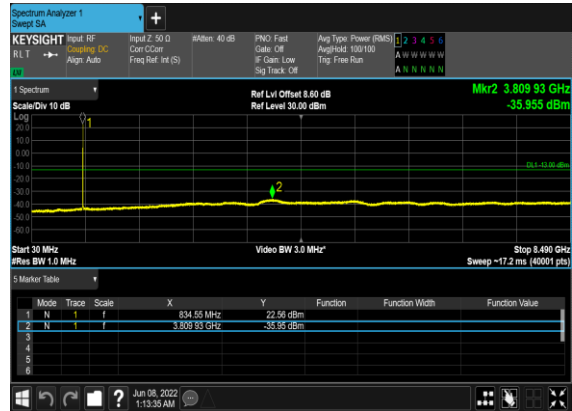 Spectrum Analyzer 1
Swept SA
+
KEYSIGHT Input: RF Input Z: 50 Ω #Atten: 40 dB PNO: Fast Avg Type: Power (RMS) 1 2 3 4 5 6
RLT Coupling: DC Corr CCorr Gate: Off Avg|Hold: 100/100 A W W W W W
Align: Auto Freq Ref: Int (S) IF Gain: Low Trig: Free Run
Sig Track: Off A N N N N N
1 Spectrum
Ref Lvl Offset 8.60 dB Mkr2 3.809 93 GHz
Scale/Div 10 dB Ref Level 30.00 dBm -35.955 dBm
Log
20.0
10.0
0.00
-10.0
DL1 -13.00 dBm
-20.0
-30.0
-40.0
-50.0
-60.0
1
2
Start 30 MHz Video BW 3.0 MHz* Stop 8.490 GHz
#Res BW 1.0 MHz Sweep ~17.2 ms (40001 pts)
5 Marker Table
Mode Trace Scale X Y Function Function Width Function Value
1 N 1 f 834.55 MHz 22.56 dBm
2 N 1 f 3.809 93 GHz -35.95 dBm
3
4
5
6
? Jun 08, 2022
1:13:35 AM